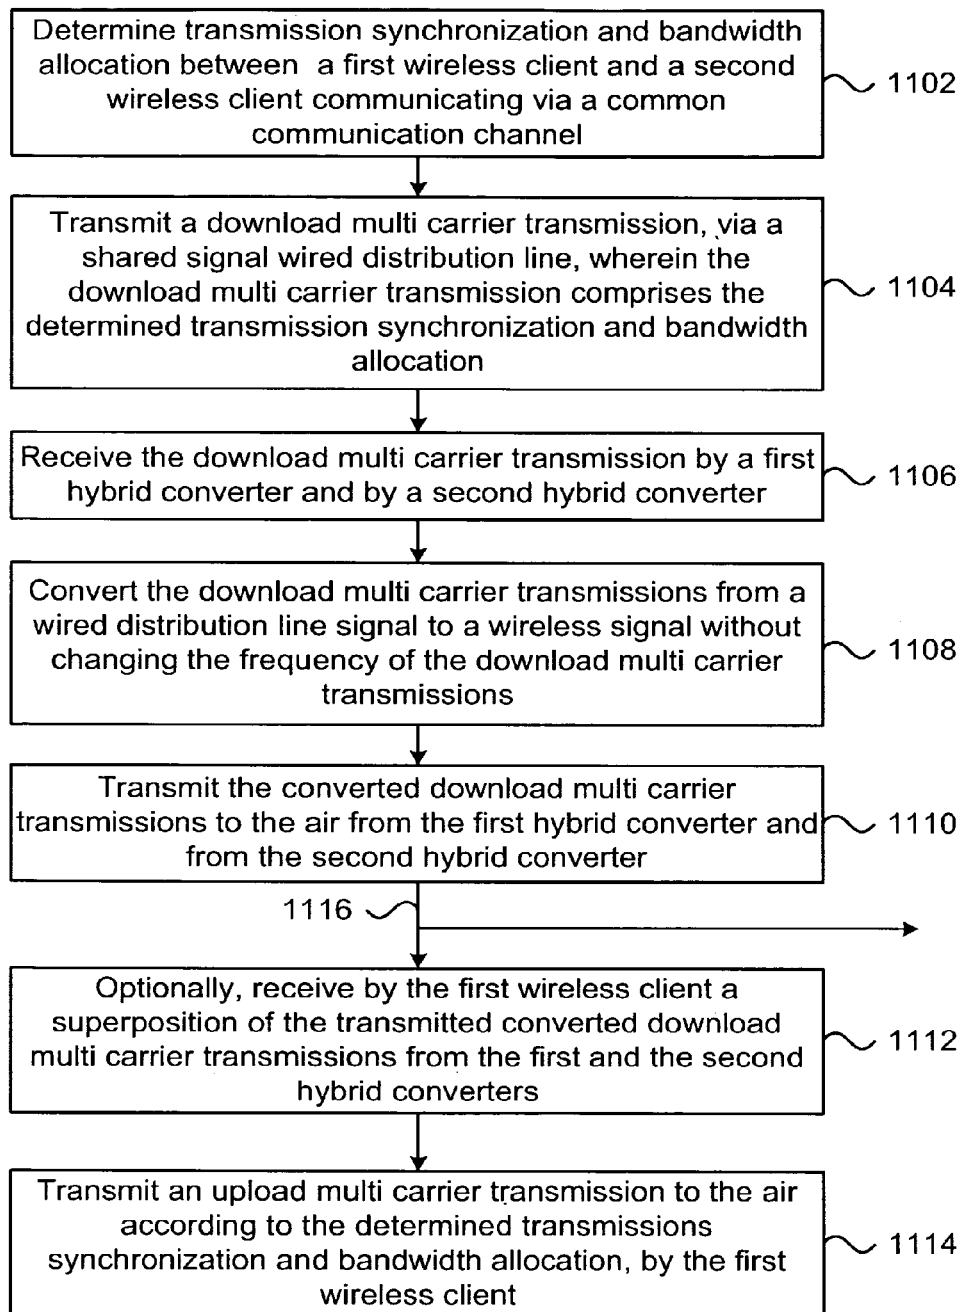 Determine transmission synchronization and bandwidth
allocation between a first wireless client and a second
wireless client communicating via a common
communication channel
1102
Transmit a download multi carrier transmission, via a
shared signal wired distribution line, wherein the
download multi carrier transmission comprises the
determined transmission synchronization and bandwidth
allocation
1104
Receive the download multi carrier transmission by a first
hybrid converter and by a second hybrid converter
1106
Convert the download multi carrier transmissions from a
wired distribution line signal to a wireless signal without
changing the frequency of the download multi carrier
transmissions
1108
Transmit the converted download multi carrier
transmissions to the air from the first hybrid converter and
from the second hybrid converter
1110
1116
Optionally, receive by the first wireless client a
superposition of the transmitted converted download
multi carrier transmissions from the first and the second
hybrid converters
1112
Transmit an upload multi carrier transmission to the air
according to the determined transmissions
synchronization and bandwidth allocation, by the first
wireless client
1114